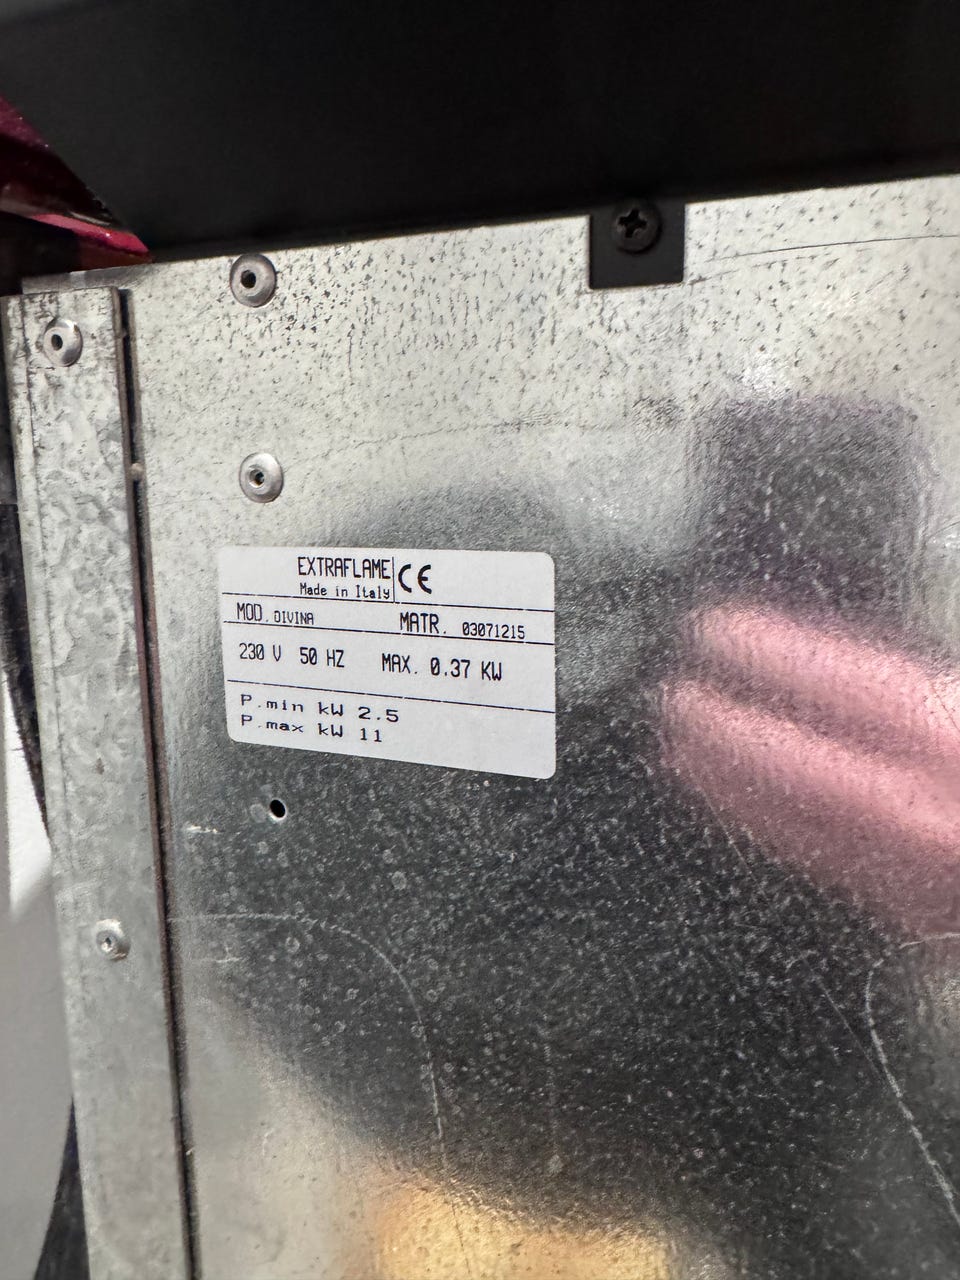 EXTRAFLAME CE
Made in Italy
MOD. DIVINA MATR. 03071215
230 V 50 HZ MAX. 0.37 KW
P.min kW 2.5
P.max kW 11